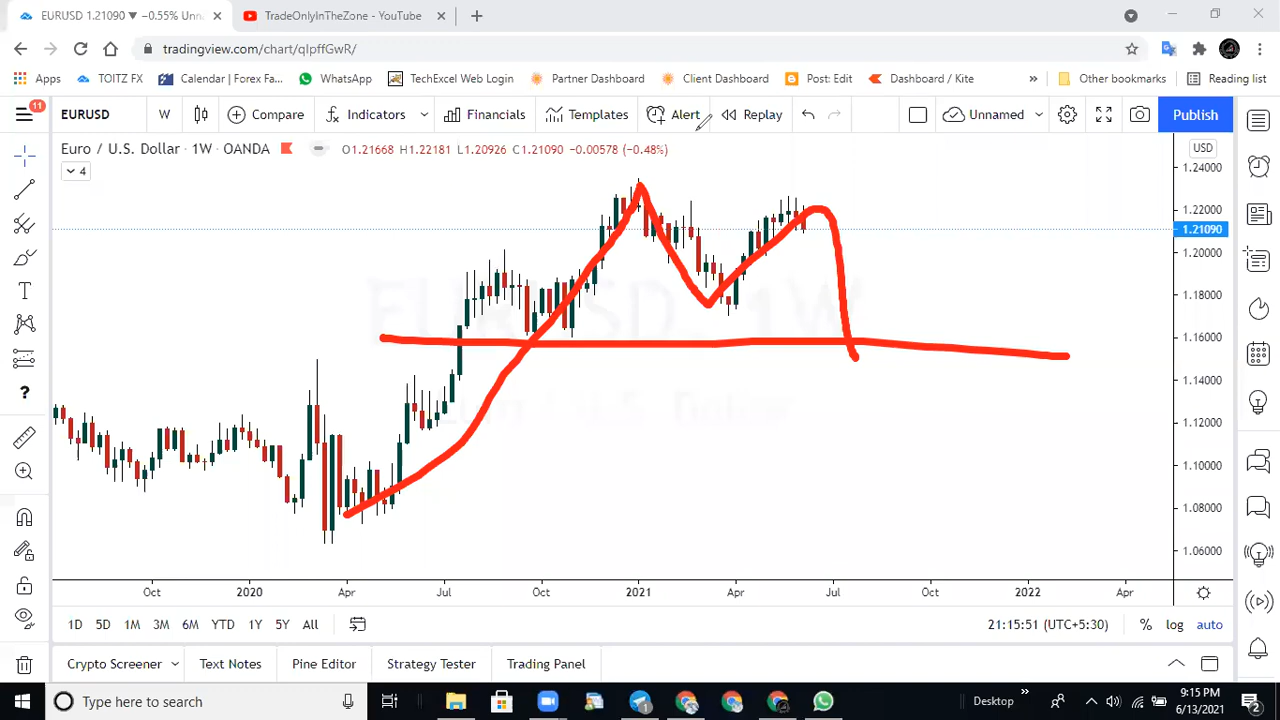 EURUSD 1.21090 ▼ −0.55% Unn
TradeOnlyInTheZone - YouTube
tradingview.com/chart/qIpffGwR/
Apps TOITZ FX Calendar | Forex Fa... WhatsApp TechExcel Web Login Partner Dashboard Client Dashboard Post: Edit Dashboard / Kite » Other bookmarks Reading list
11 EURUSD W Compare Indicators Financials Templates Alert Replay Unnamed Publish
Euro / U.S. Dollar · 1W · OANDA O1.21668 H1.22181 L1.20926 C1.21090 −0.00578 (−0.48%) USD
4
1.24000
1.22000
1.21090
1.20000
1.18000
1.16000
1.14000
1.12000
1.10000
1.08000
1.06000
EURUSD, 1W
Oct 2020 Apr Jul Oct 2021 Apr Jul Oct 2022 Apr
1D 5D 1M 3M 6M YTD 1Y 5Y All 21:15:51 (UTC+5:30) % log auto
Crypto Screener Text Notes Pine Editor Strategy Tester Trading Panel
Type here to search Desktop » 9:15 PM
6/13/2021 2